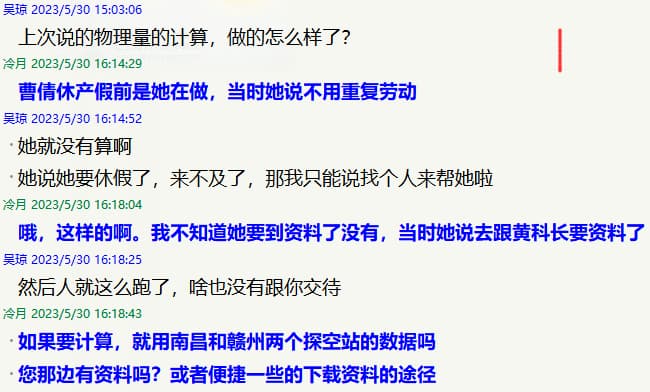 吴琼 2023/5/30 15:03:06
上次说的物理量的计算，做的怎么样了？
冷月 2023/5/30 16:14:29
曹倩休产假前是她在做，当时她说不用重复劳动
吴琼 2023/5/30 16:14:52
她就没有算啊
她说她要休假了，来不及了，那我只能说找个人来帮她啦
冷月 2023/5/30 16:18:04
哦，这样的啊。我不知道她要到资料了没有，当时她说去跟黄科长要资料了
吴琼 2023/5/30 16:18:25
然后人就这么跑了，啥也没有跟你交待
冷月 2023/5/30 16:18:43
如果要计算，就用南昌和赣州两个探空站的数据吗
您那边有资料吗？或者便捷一些的下载资料的途径